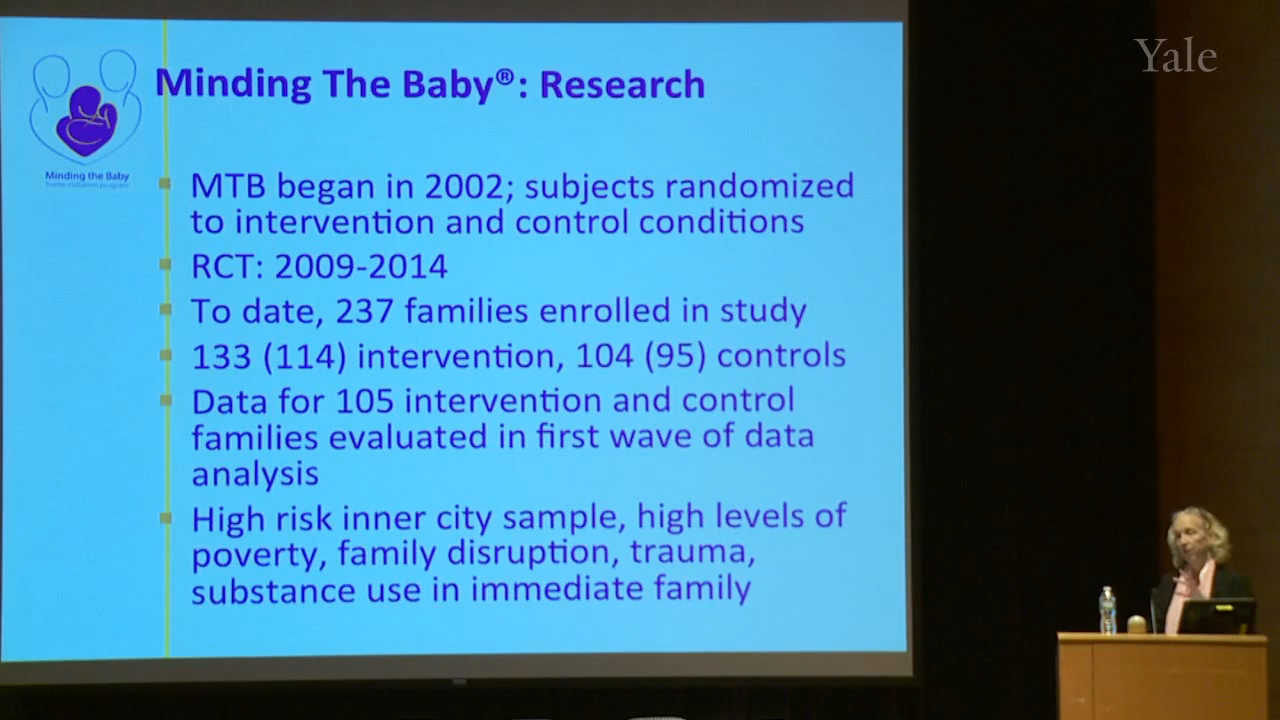 Yale
Minding The Baby®: Research
Minding the Baby
home visitation program
MTB began in 2002; subjects randomized
to intervention and control conditions
RCT: 2009-2014
To date, 237 families enrolled in study
133 (114) intervention, 104 (95) controls
Data for 105 intervention and control
families evaluated in first wave of data
analysis
High risk inner city sample, high levels of
poverty, family disruption, trauma,
substance use in immediate family